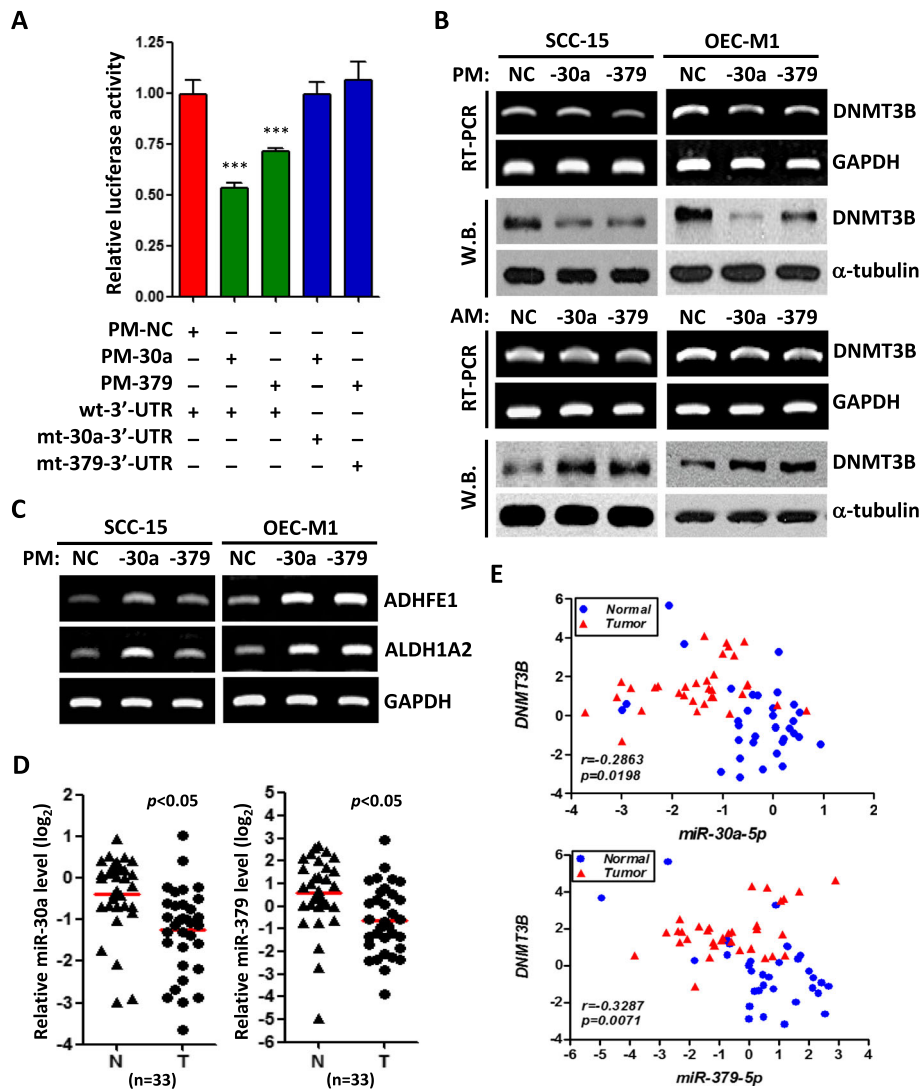 A
Relative luciferase activity
1.25
1.00
0.75
0.50
0.25
0.00
***
***
PM-NC + – – – –
PM-30a – + – + –
PM-379 – – + – +
wt-3’-UTR + + + – –
mt-30a-3’-UTR – – – + –
mt-379-3’-UTR – – – – +
B
SCC-15 OEC-M1
PM: NC -30a -379 NC -30a -379
RT-PCR
DNMT3B
GAPDH
W.B.
DNMT3B
α-tubulin
AM: NC -30a -379 NC -30a -379
RT-PCR
DNMT3B
GAPDH
W.B.
DNMT3B
α-tubulin
C
SCC-15 OEC-M1
PM: NC -30a -379 NC -30a -379
ADHFE1
ALDH1A2
GAPDH
D
Relative miR-30a level (log2)
2
1
0
-1
-2
-3
-4
p<0.05
N T
(n=33)
Relative miR-379 level (log2)
5
4
3
2
1
0
-1
-2
-3
-4
-5
-6
p<0.05
N T
(n=33)
E
DNMT3B
6
4
2
0
-2
-4
Normal
Tumor
r=-0.2863
p=0.0198
-4 -3 -2 -1 0 1 2
miR-30a-5p
DNMT3B
6
4
2
0
-2
-4
Normal
Tumor
r=-0.3287
p=0.0071
-6 -5 -4 -3 -2 -1 0 1 2 3 4
miR-379-5p